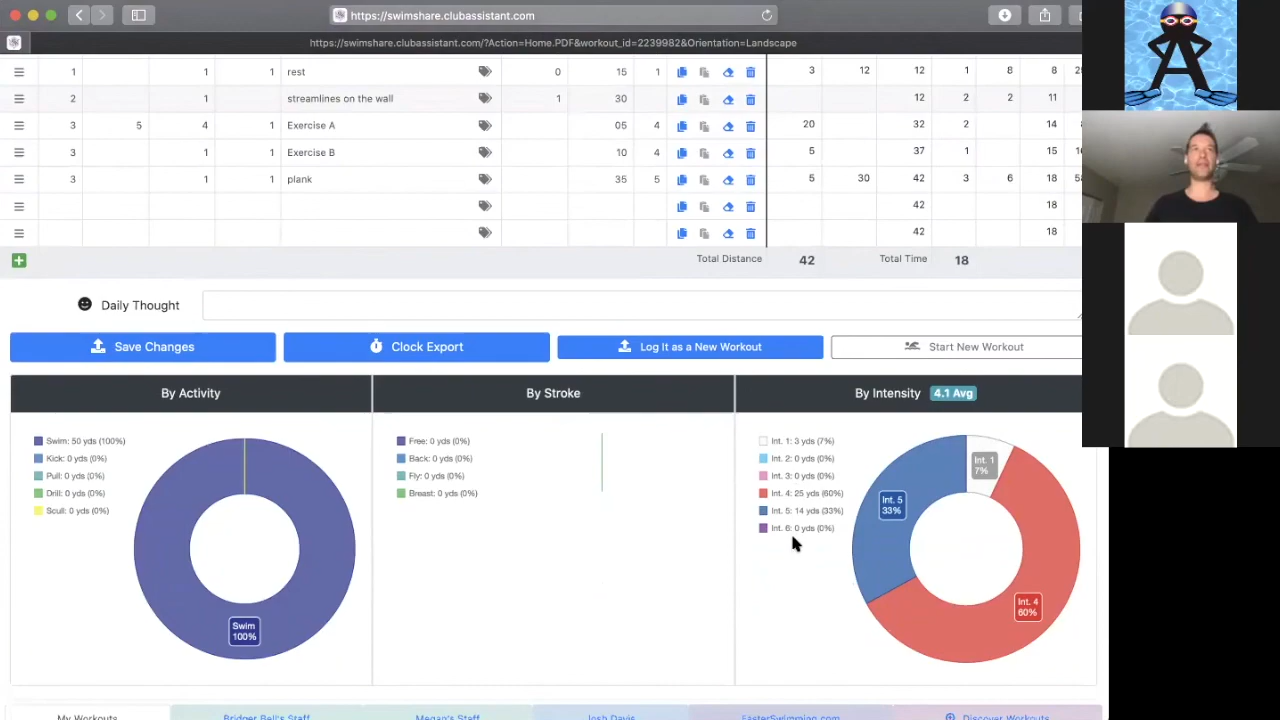 https://swimshare.clubassistant.com
https://swimshare.clubassistant.com/?Action=Home.PDF&workout_id=2239982&Orientation=Landscape
1 1 1 rest 0 15 1 3 12 12 1 8 8
2 1 streamlines on the wall 1 30 12 2 2 11
3 5 4 1 Exercise A 05 4 20 32 2 14
3 1 1 Exercise B 10 4 5 37 1 15
3 1 1 plank 35 5 5 30 42 3 6 18
42 18
42 18
Total Distance 42 Total Time 18
Daily Thought
Save Changes Clock Export Log It as a New Workout Start New Workout
By Activity By Stroke By Intensity 4.1 Avg
Swim: 50 yds (100%)
Kick: 0 yds (0%)
Pull: 0 yds (0%)
Drill: 0 yds (0%)
Scull: 0 yds (0%)
Swim
100%
Free: 0 yds (0%)
Back: 0 yds (0%)
Fly: 0 yds (0%)
Breast: 0 yds (0%)
Int. 1: 3 yds (7%)
Int. 2: 0 yds (0%)
Int. 3: 0 yds (0%)
Int. 4: 25 yds (60%)
Int. 5: 14 yds (33%)
Int. 6: 0 yds (0%)
Int. 1
7%
Int. 5
33%
Int. 4
60%
My Workouts Bridger Bell's Staff Megan's Staff Josh Davis FasterSwimming.com Discover Workouts